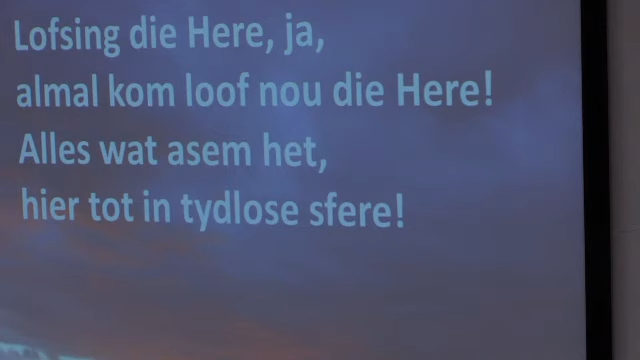 Lofsing die Here, ja,
almal kom loof nou die Here!
Alles wat asem het,
hier tot in tydlose sfere!